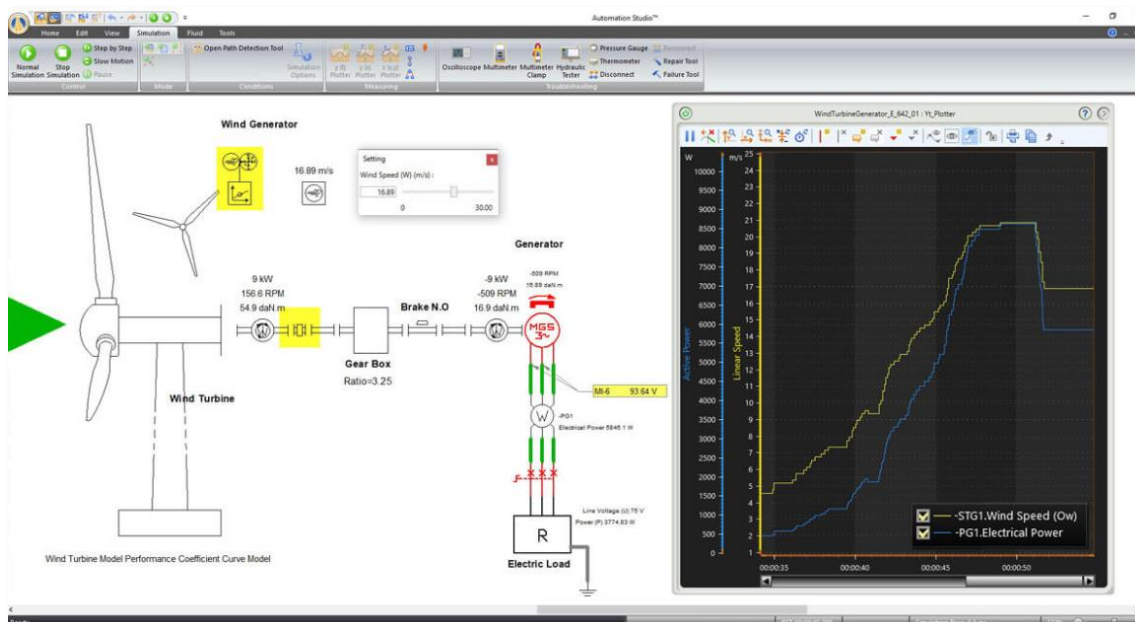 Automation Studio™
Home Edit View Simulation Fluid Tools
Normal Simulation
Stop Simulation
Step by Step
Slow Motion
Pause
Control
Mode
Open Path Detection Tool
Simulation Options
Conditions
Plotter Plotter Plotter
Measuring
Oscilloscope
Multimeter
Multimeter Clamp
Hydraulic Tester
Pressure Gauge
Thermometer
Disconnect
Reconnect
Repair Tool
Failure Tool
Troubleshooting
Wind Generator
16.89 m/s
Setting
Wind Speed (W) (m/s) :
16.89
0 30.00
Generator
-509 RPM
9 kW
156.6 RPM
54.9 daN.m
Brake N.O
-9 kW
-509 RPM
16.9 daN.m
MGS
3~
Gear Box
Ratio=3.25
Wind Turbine
MI-6 93.64 V
W
-PG1
Line Voltage (U) 75 V
Power (P) 3774.83 W
R
Electric Load
Wind Turbine Model Performance Coefficient Curve Model
WindTurbineGenerator_E_642_01 : Yt_Plotter
W m/s
25
10000 24
9500 23
9000 22
8500 21
8000 20
7500 19
7000 18
6500 17
6000 16
5500 15
5000 14
4500 13
4000 12
3500 11
3000 10
2500 9
2000 8
1500 7
1000 6
500 5
0 4
3
2
1
Active Power
Linear Speed
-STG1.Wind Speed (Ow)
-PG1.Electrical Power
00:00:35 00:00:40 00:00:45 00:00:50